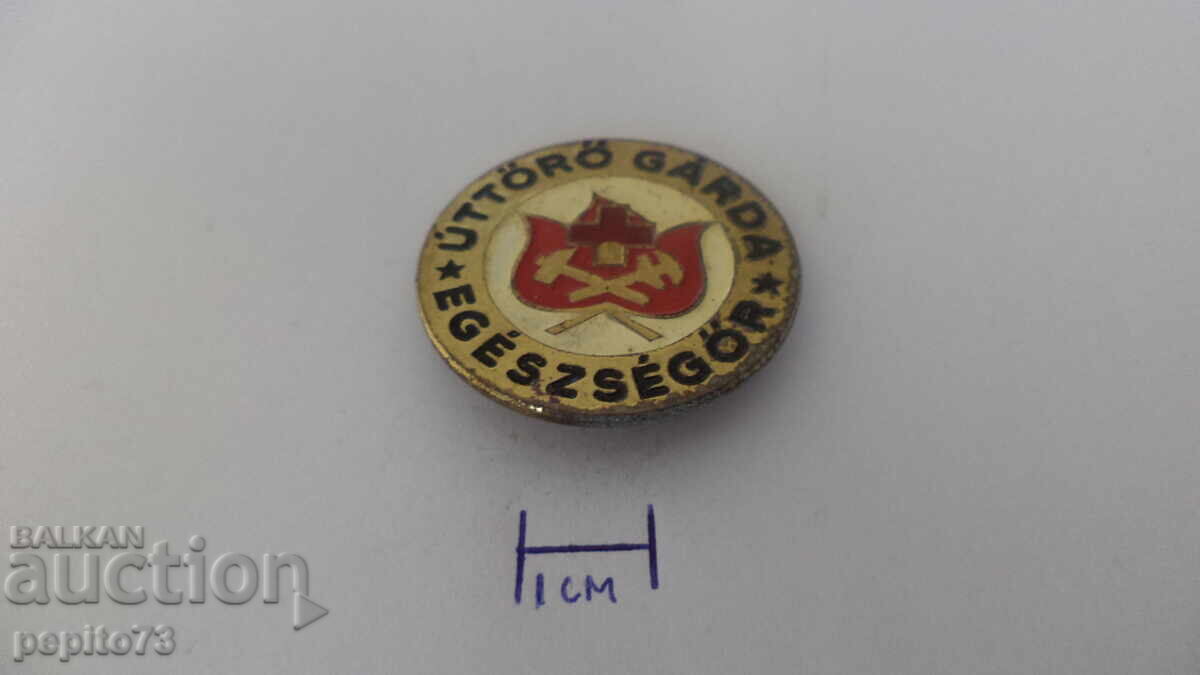 ÚTTÖRŐ GÁRDA
★ EGÉSZSÉGŐR ★
1 CM
BALKAN
auction
pepito73